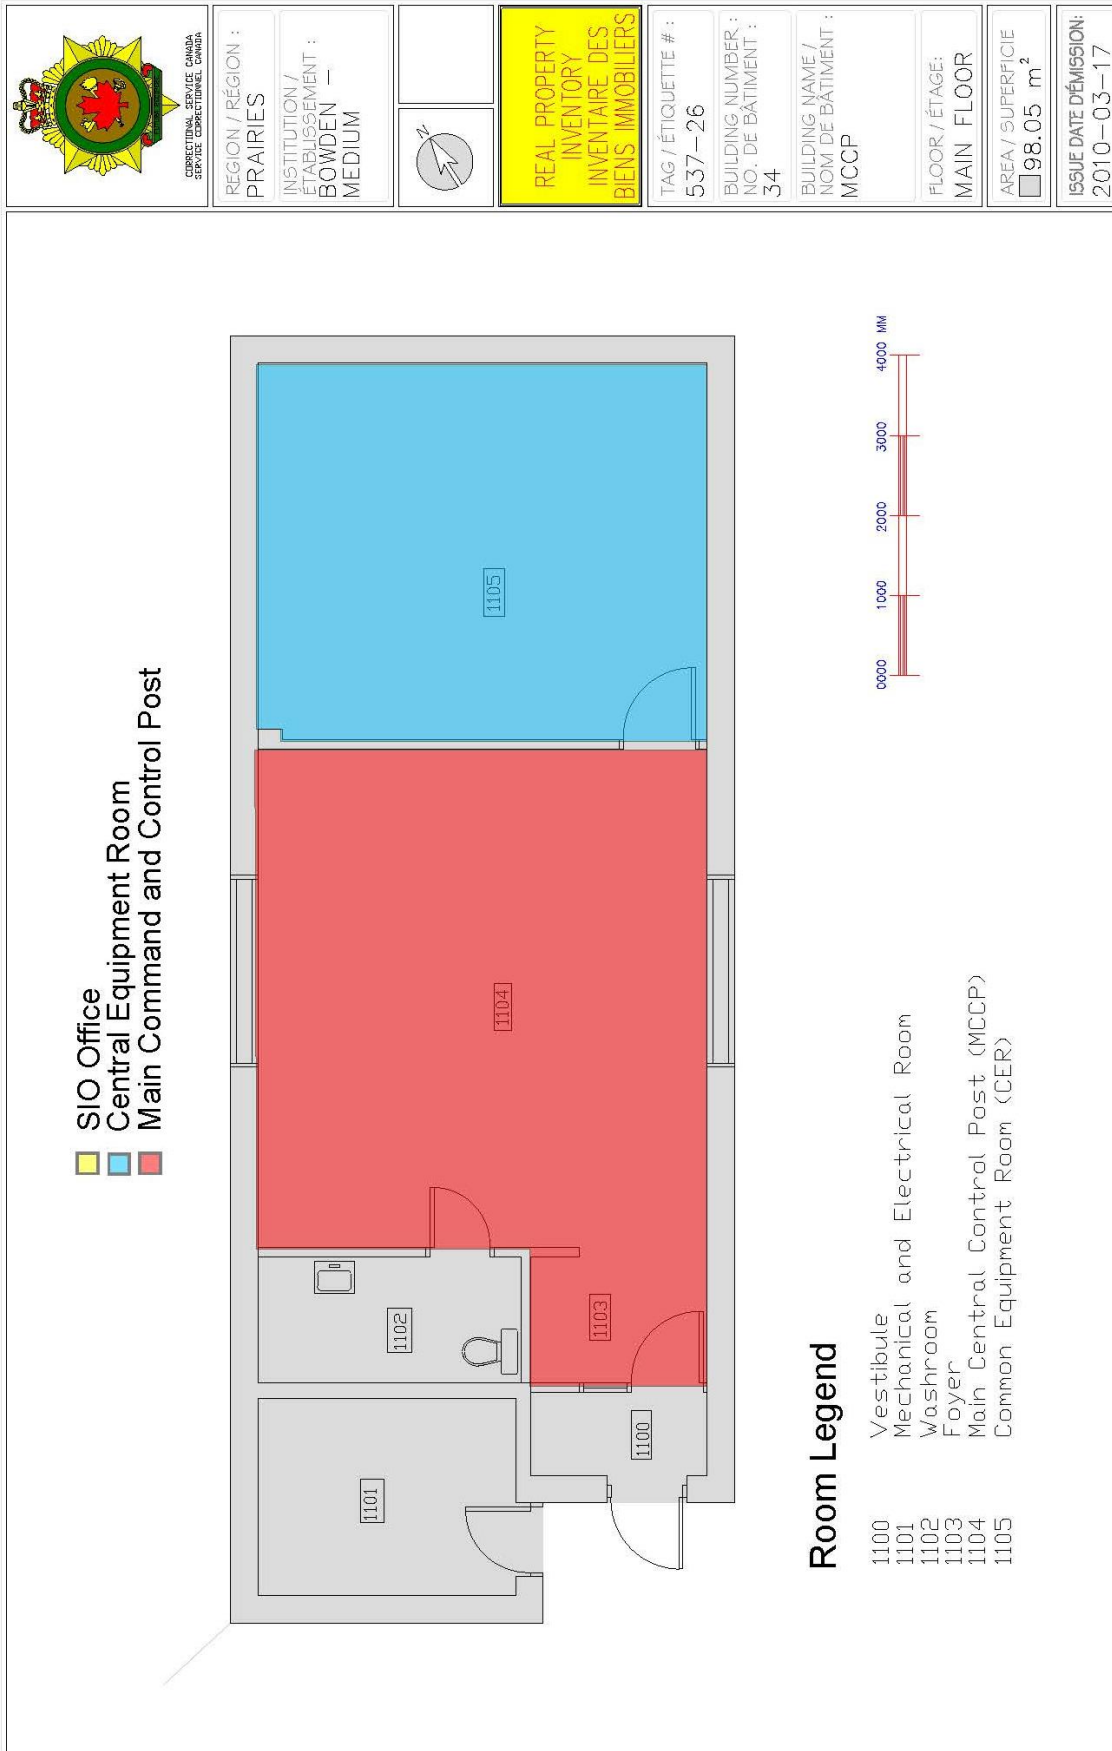 SIO Office
Central Equipment Room
Main Command and Control Post
1101
1102
1100
1103
1104
1105
Room Legend
1100 Vestibule
1101 Mechanical and Electrical Room
1102 Washroom
1103 Foyer
1104 Main Central Control Post (MCCP)
1105 Common Equipment Room (CER)
0000 1000 2000 3000 4000 MM
CORRECTIONAL SERVICE CANADA
SERVICE CORRECTIONNEL CANADA
REGION / RÉGION :
PRAIRIES
INSTITUTION /
ÉTABLISSEMENT :
BOWDEN —
MEDIUM
N
REAL PROPERTY
INVENTORY
INVENTAIRE DES
BIENS IMMOBILIERS
TAG / ÉTIQUETTE # :
537-26
BUILDING NUMBER :
NO. DE BÂTIMENT :
34
BUILDING NAME /
NOM DE BÂTIMENT :
MCCP
FLOOR / ÉTAGE:
MAIN FLOOR
AREA / SUPERFICIE
98.05 m²
ISSUE DATE D'ÉMISSION:
2010-03-17